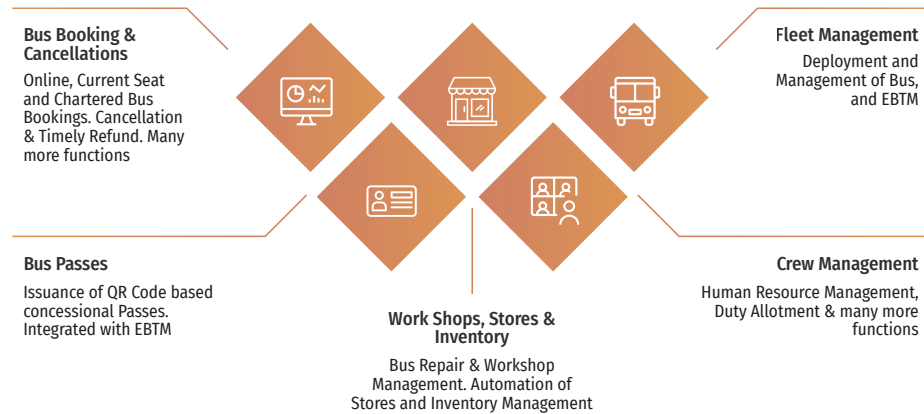 Bus Booking &
Cancellations
Online, Current Seat
and Chartered Bus
Bookings. Cancellation
& Timely Refund. Many
more functions
Fleet Management
Deployment and
Management of Bus,
and EBTM
Bus Passes
Issuance of QR Code based
concessional Passes.
Integrated with EBTM
Work Shops, Stores &
Inventory
Bus Repair & Workshop
Management. Automation of
Stores and Inventory Management
Crew Management
Human Resource Management,
Duty Allotment & many more
functions